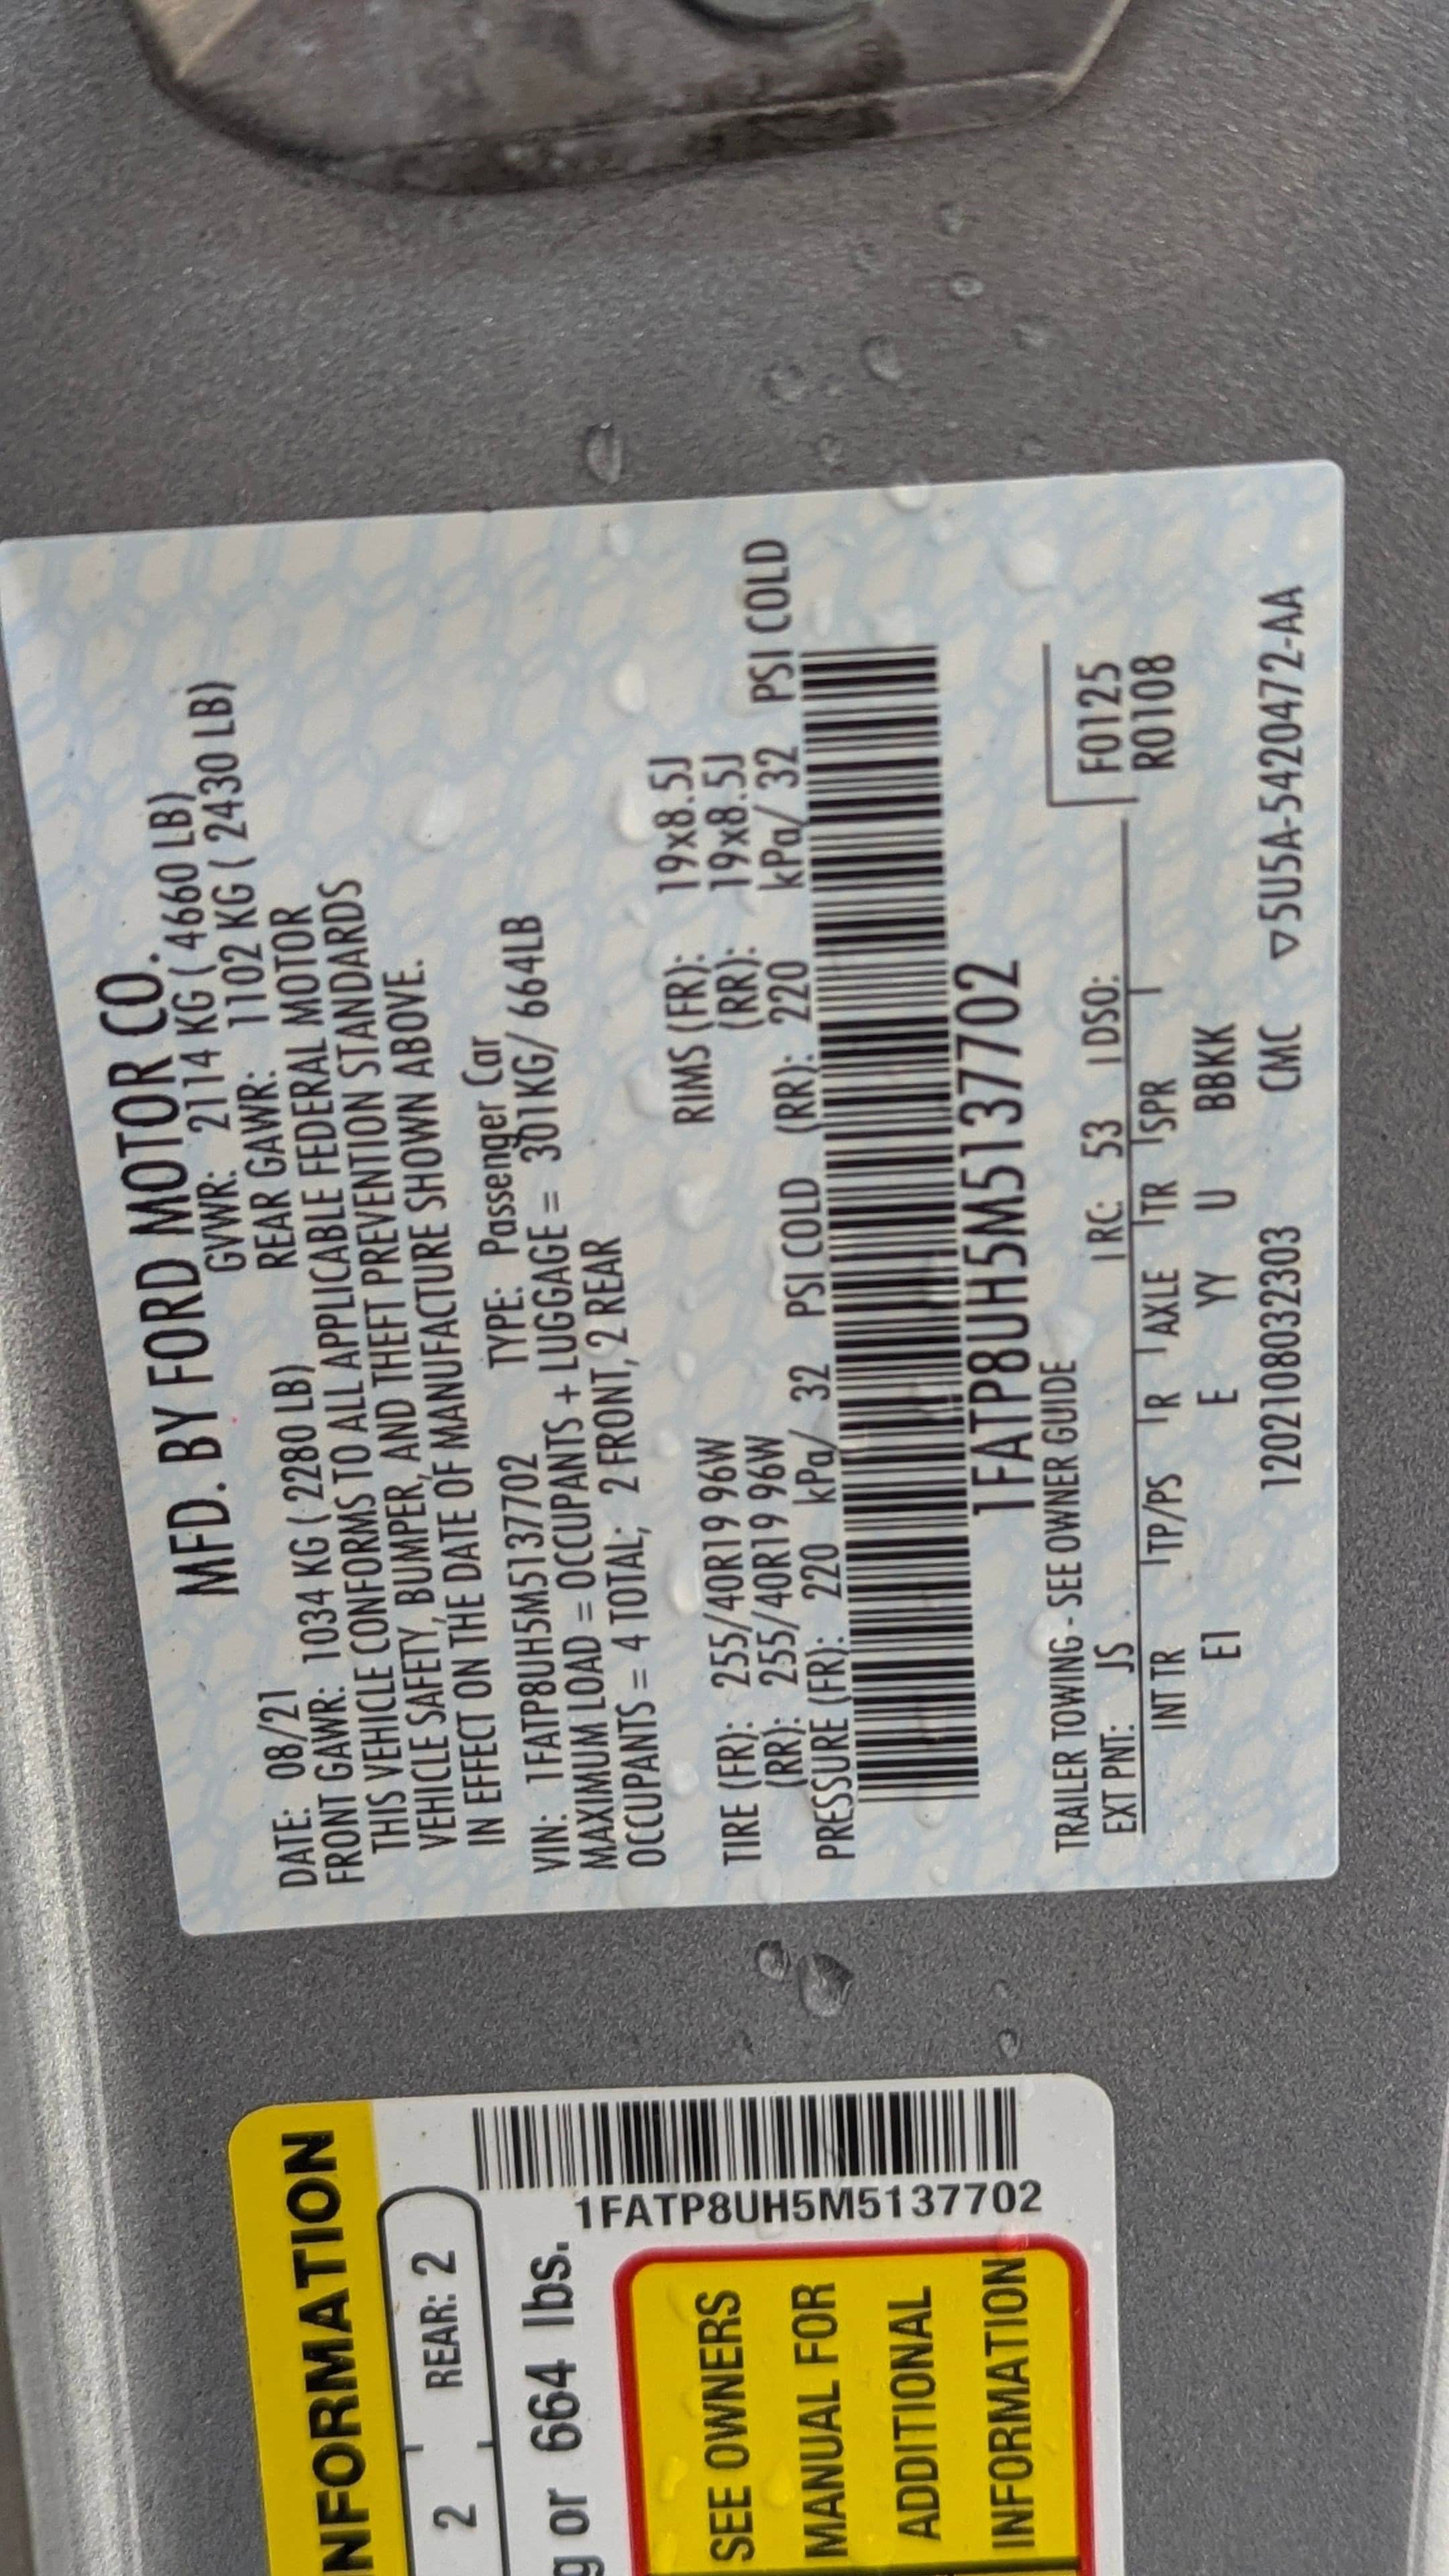 MFD. BY FORD MOTOR CO.
DATE: 08/21 GVWR: 2114 KG ( 4660 LB)
FRONT GAWR: 1034 KG ( 2280 LB) REAR GAWR: 1102 KG ( 2430 LB)
THIS VEHICLE CONFORMS TO ALL APPLICABLE FEDERAL MOTOR
VEHICLE SAFETY, BUMPER, AND THEFT PREVENTION STANDARDS
IN EFFECT ON THE DATE OF MANUFACTURE SHOWN ABOVE.
VIN: 1FATP8UH5M5137702 TYPE: Passenger Car
MAXIMUM LOAD = OCCUPANTS + LUGGAGE = 301KG/ 664LB
OCCUPANTS = 4 TOTAL; 2 FRONT, 2 REAR
TIRE (FR): 255/40R19 96W RIMS (FR): 19x8.5J
(RR): 255/40R19 96W (RR): 19x8.5J
PRESSURE (FR): 220 kPa/ 32 PSI COLD (RR): 220 kPa/ 32 PSI COLD
1FATP8UH5M5137702
TRAILER TOWING - SEE OWNER GUIDE
EXT PNT: JS RC: 53 DSO:
F0125
R0108
INT TR TP/PS R AXLE TR SPR
E1 E YY U BBKK
1202108032303 CMC ▽5U5A-5420472-AA
NFORMATION
2 REAR: 2
g or 664 lbs.
1FATP8UH5M5137702
SEE OWNERS
MANUAL FOR
ADDITIONAL
INFORMATION